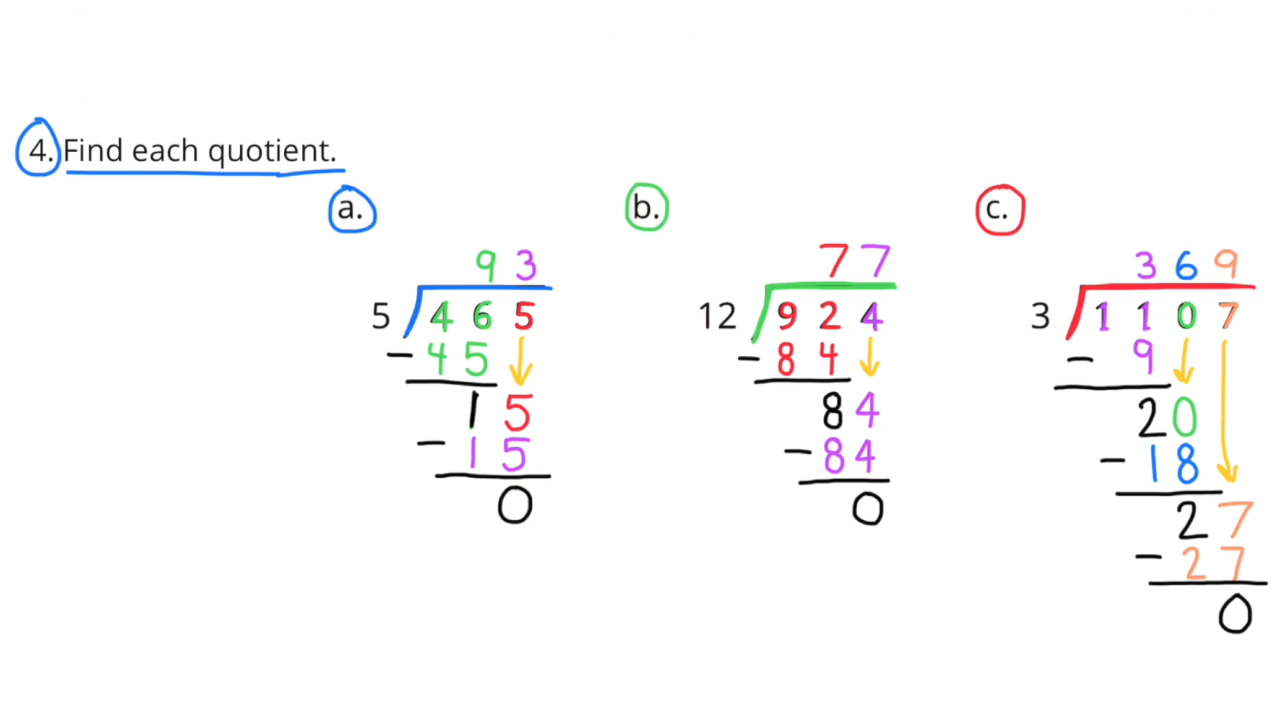 4. Find each quotient.
a. b. c.
93 77 369
5 465 12 924 3 1107
- 45 - 84 - 9
15 84 20
- 15 - 84 - 18
0 0 27
- 27
0